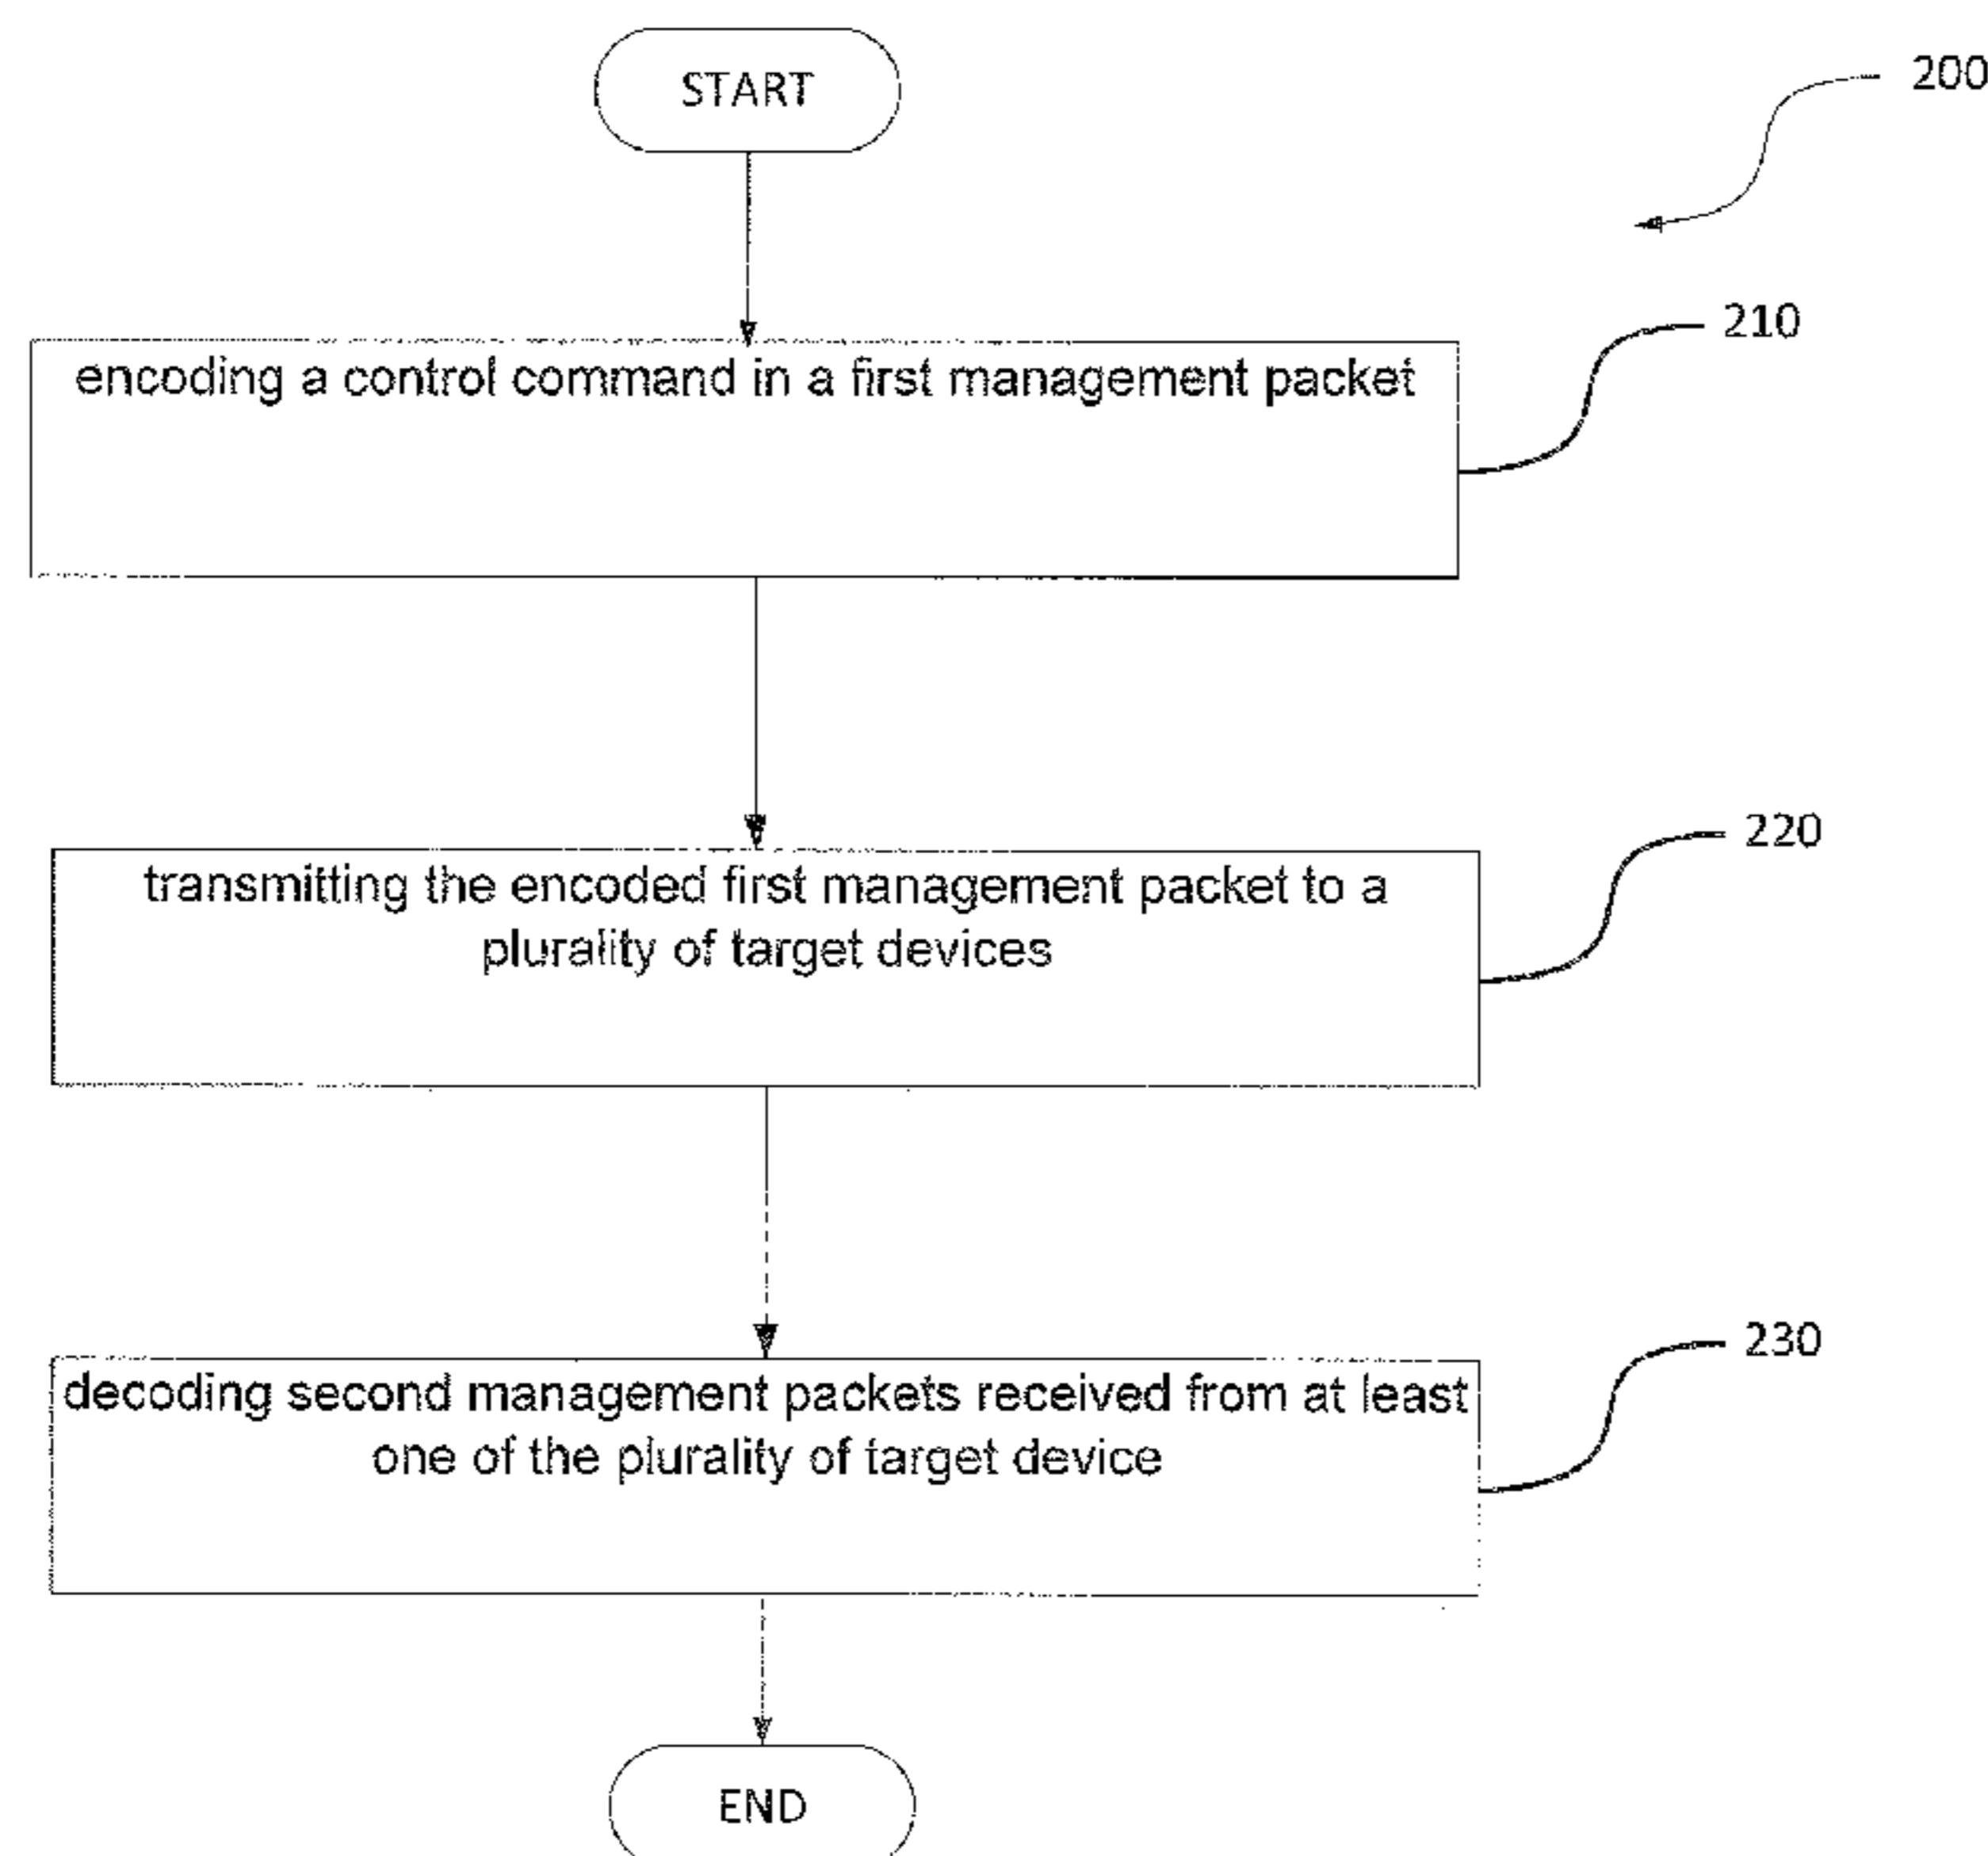 START
200
210
encoding a control command in a first management packet
220
transmitting the encoded first management packet to a
plurality of target devices
230
decoding second management packets received from at least
one of the plurality of target device
END